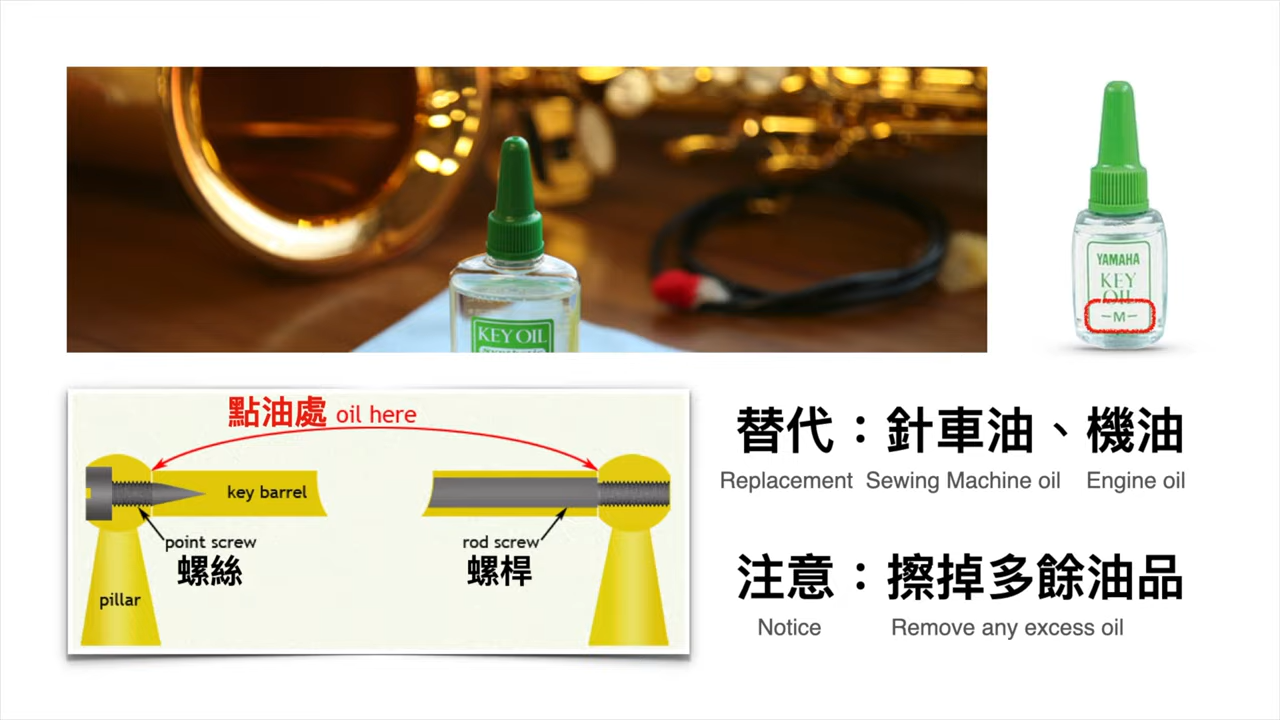 KEY OIL
YAMAHA
KEY
OIL
-M-
點油處 oil here
key barrel
point screw
螺絲
pillar
rod screw
螺桿
替代：針車油、機油
Replacement Sewing Machine oil Engine oil
注意：擦掉多餘油品
Notice Remove any excess oil